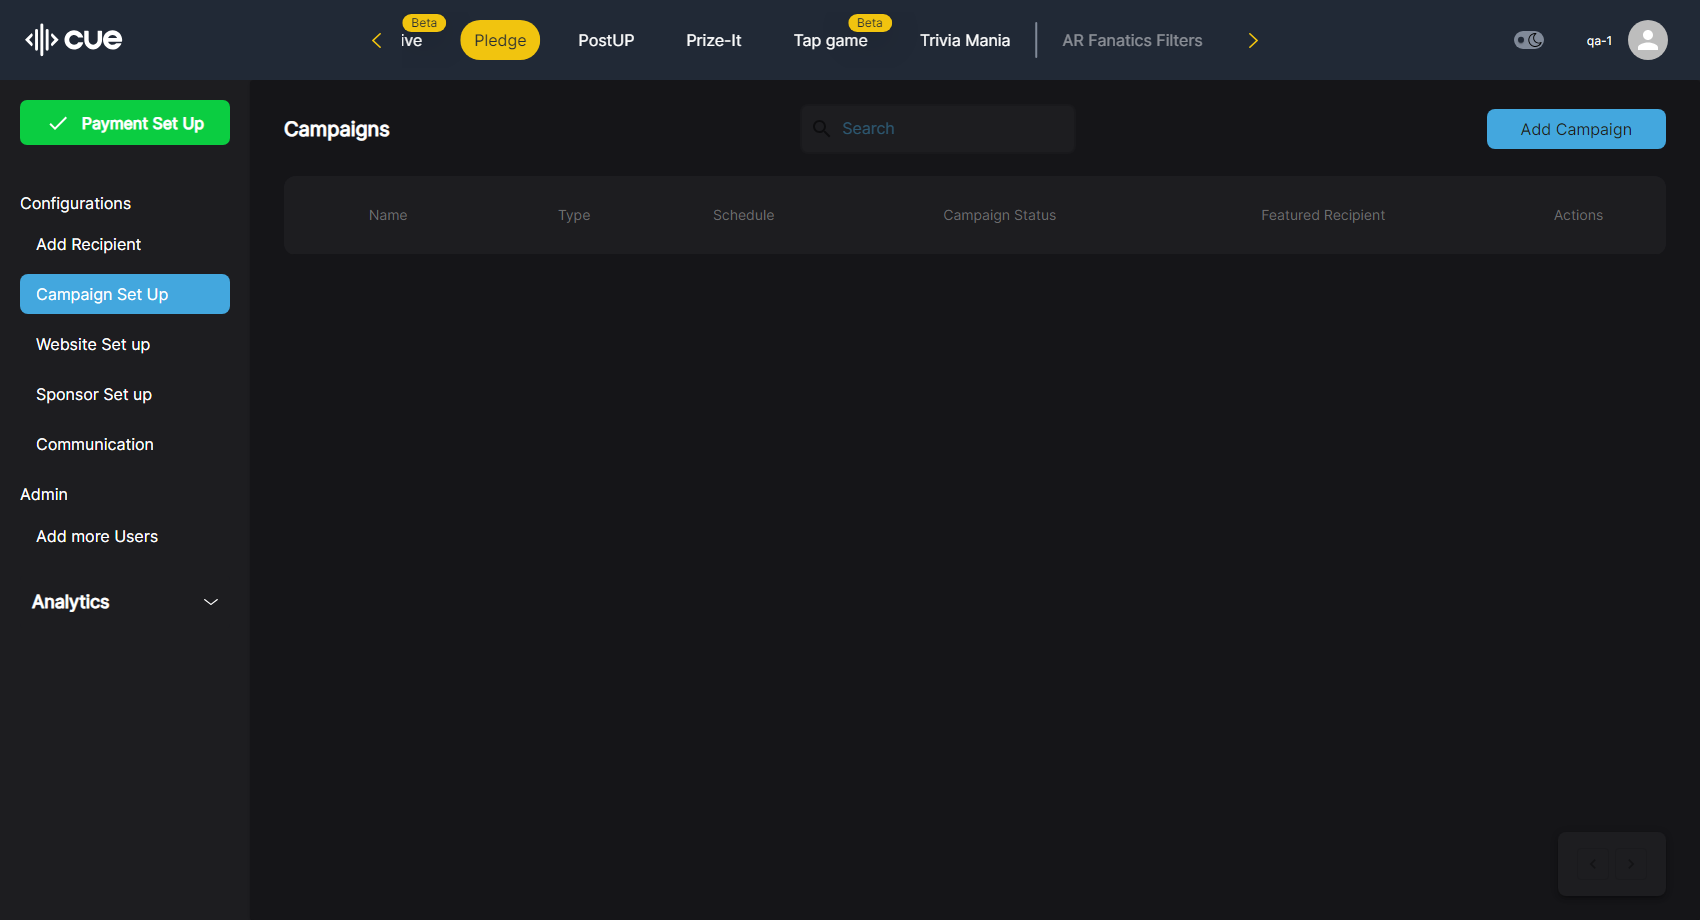 cue
Beta
ive
Pledge
PostUP
Prize-It
Beta
Tap game
Trivia Mania
AR Fanatics Filters
qa-1
Payment Set Up
Configurations
Add Recipient
Campaign Set Up
Website Set up
Sponsor Set up
Communication
Admin
Add more Users
Analytics
Campaigns
Search
Add Campaign
Name Type Schedule Campaign Status Featured Recipient Actions